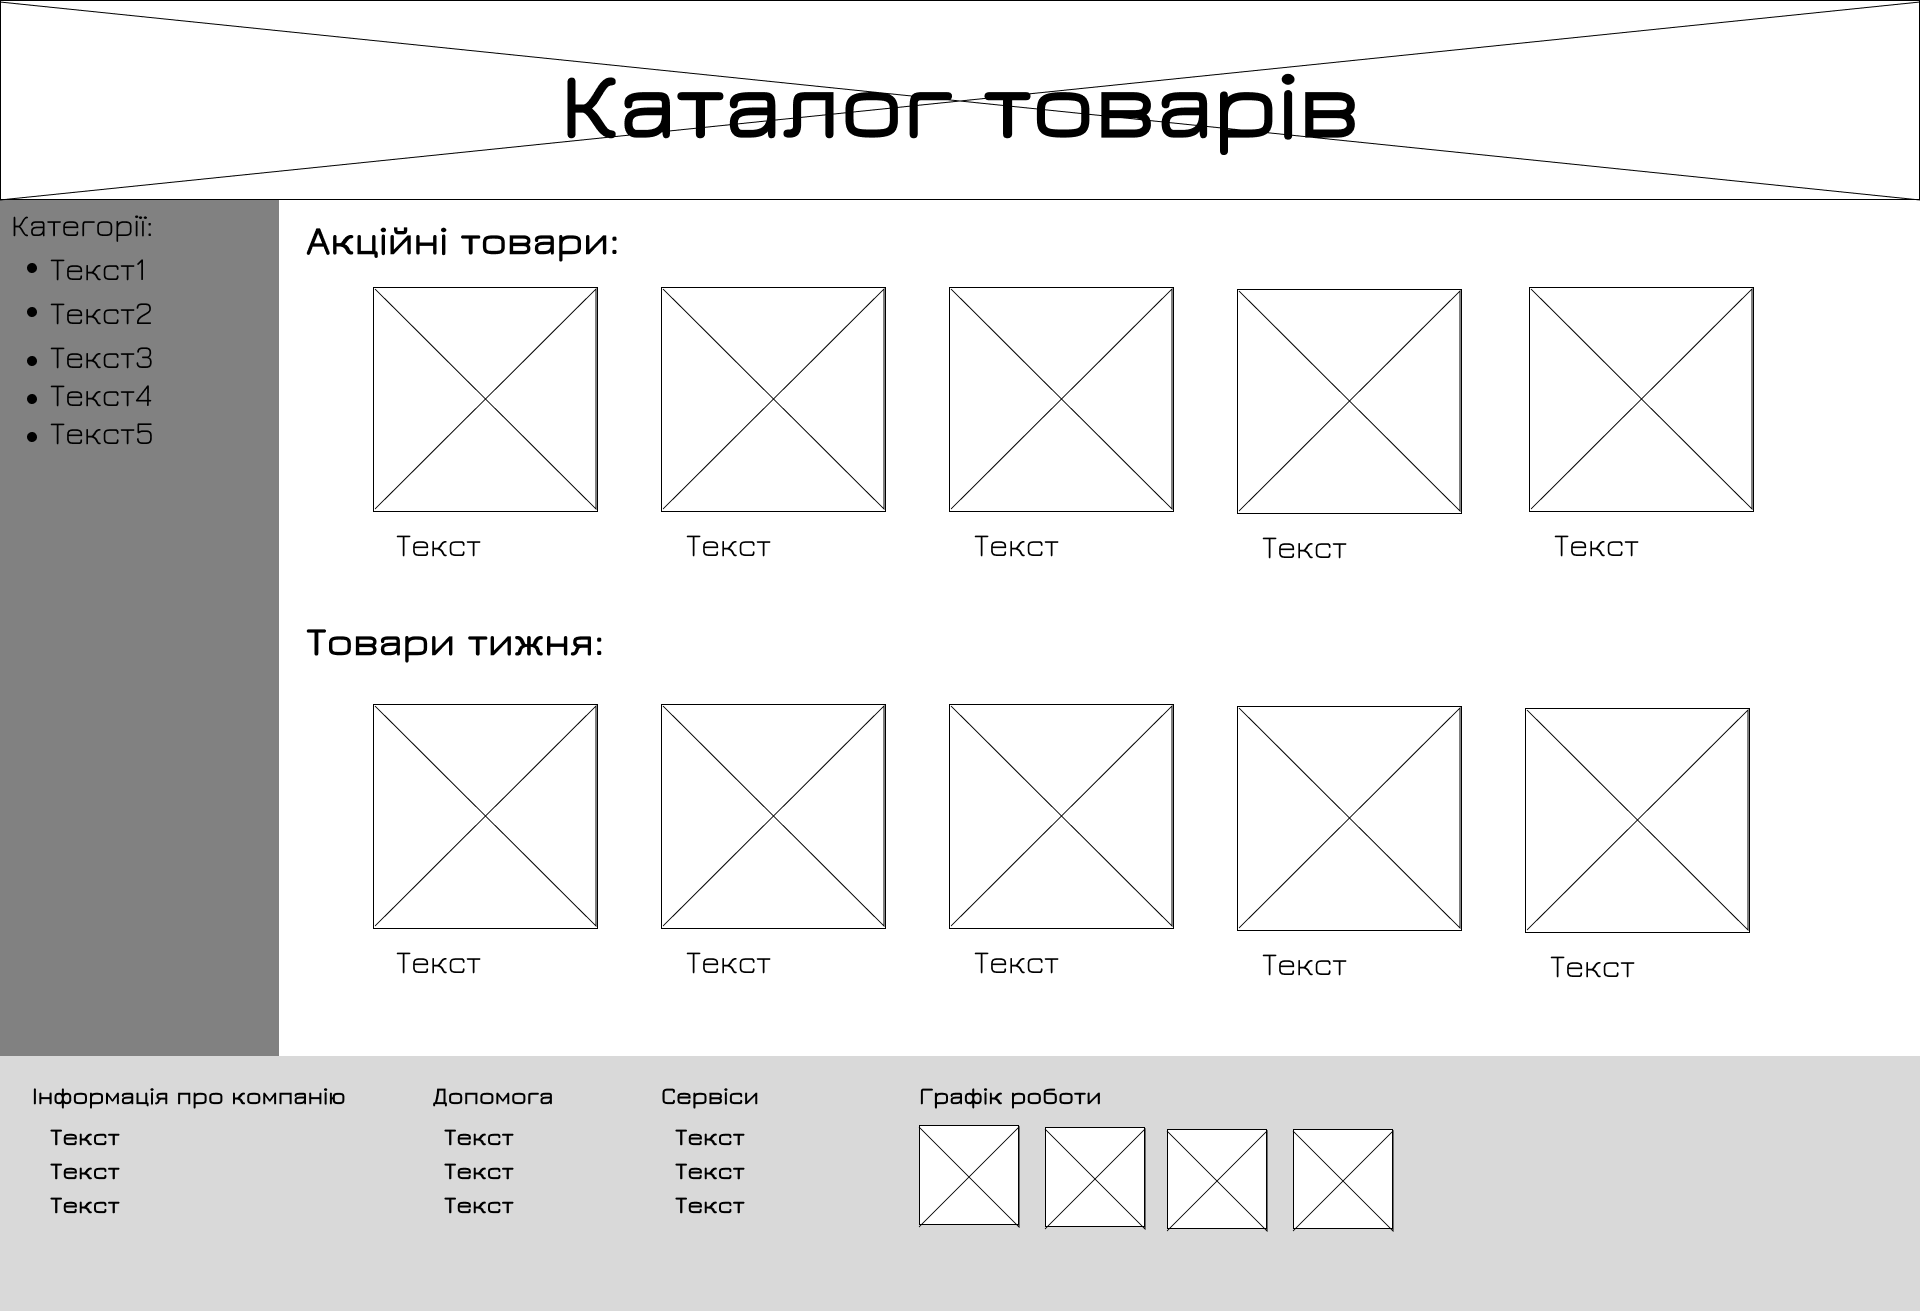 Каталог товарів
Категорії:
Текст1
Текст2
Текст3
Текст4
Текст5
Акційні товари:
Текст Текст Текст Текст Текст
Товари тижня:
Текст Текст Текст Текст Текст
Інформація про компанію
Текст
Текст
Текст
Допомога
Текст
Текст
Текст
Сервіси
Текст
Текст
Текст
Графік роботи